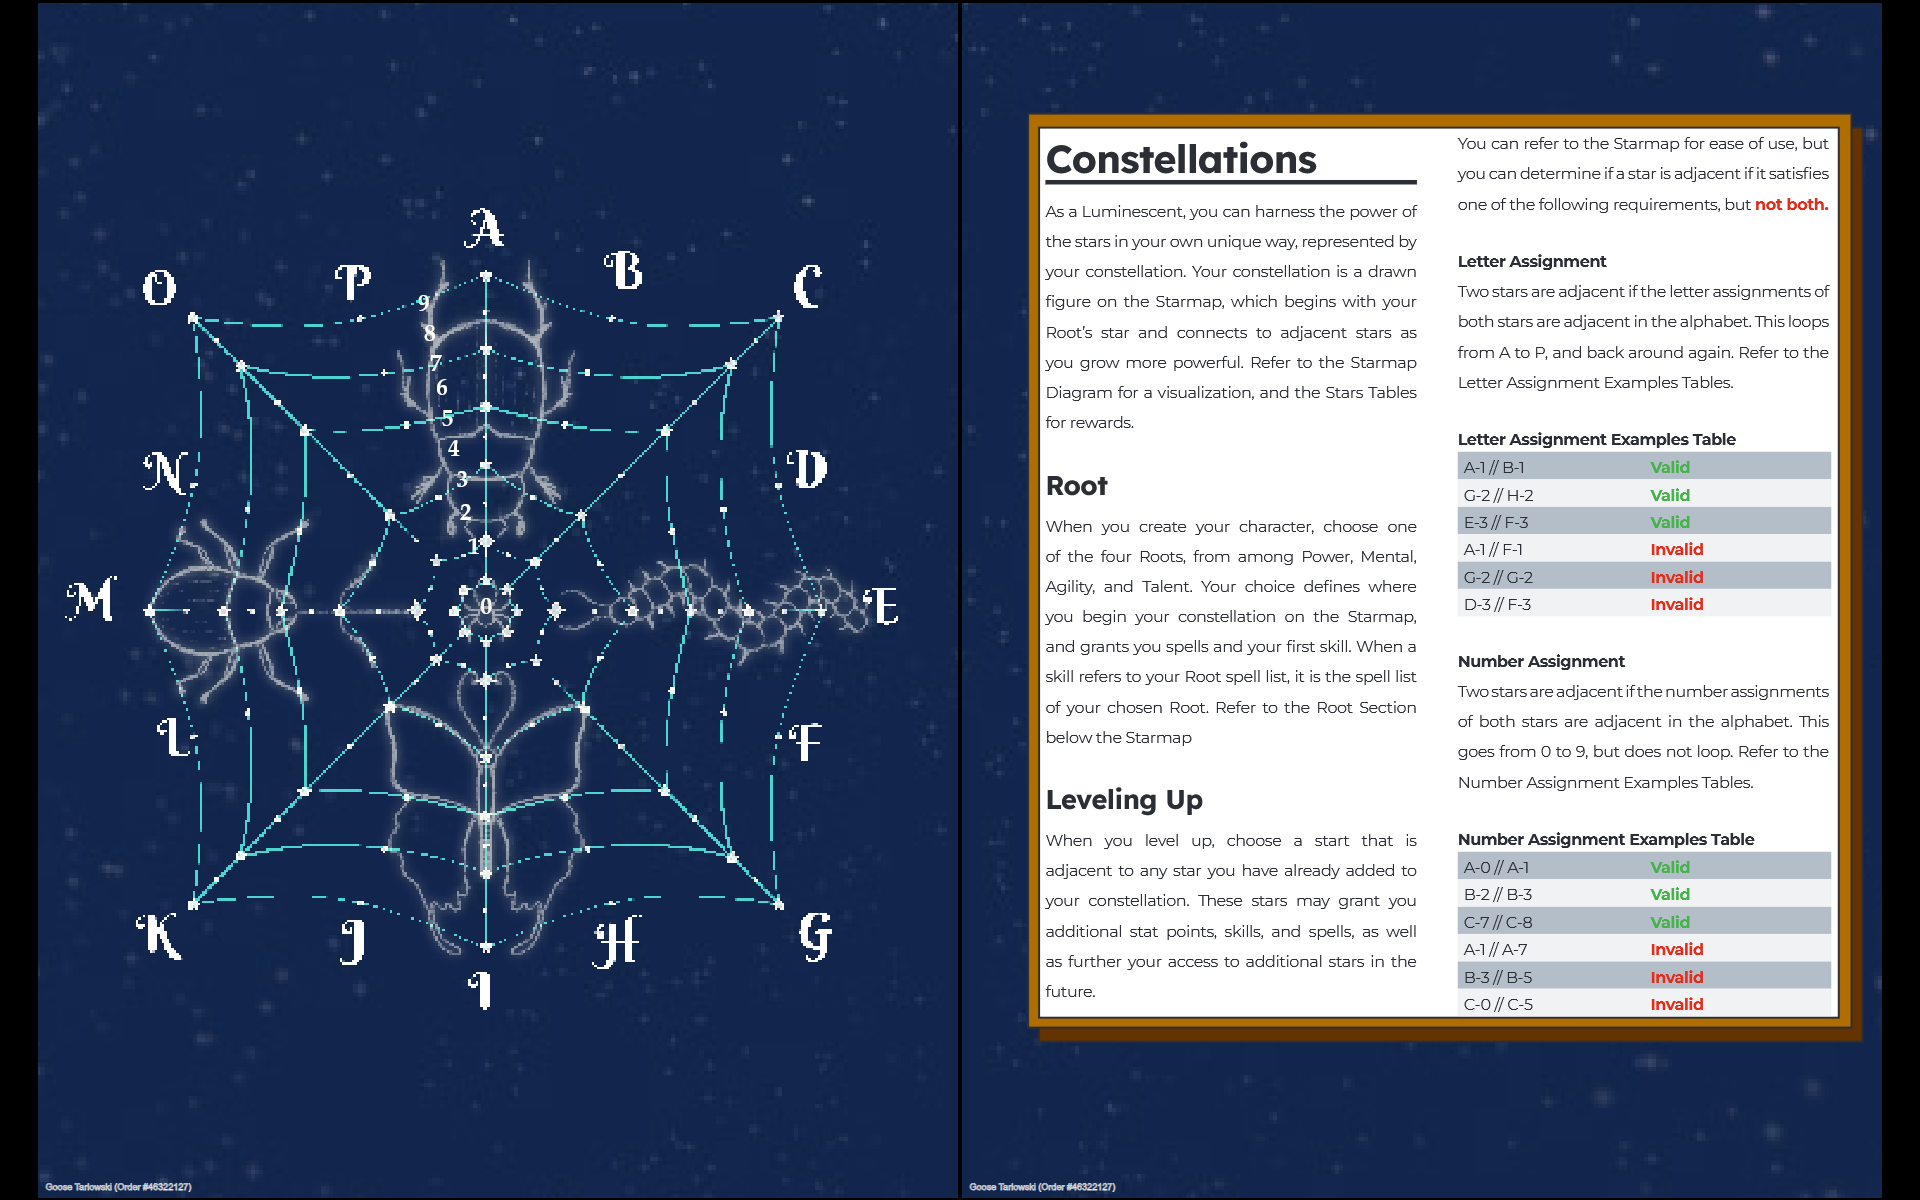 A
B
C
O
P
9
8
7
6
5
4
3
2
1
0
N
D
M
E
L
F
K
J
H
G
I
Goose Tarlowski (Order #46322127)
Constellations
As a Luminescent, you can harness the power of
the stars in your own unique way, represented by
your constellation. Your constellation is a drawn
figure on the Starmap, which begins with your
Root's star and connects to adjacent stars as
you grow more powerful. Refer to the Starmap
Diagram for a visualization, and the Stars Tables
for rewards.
Root
When you create your character, choose one
of the four Roots, from among Power, Mental,
Agility, and Talent. Your choice defines where
you begin your constellation on the Starmap,
and grants you spells and your first skill. When a
skill refers to your Root spell list, it is the spell list
of your chosen Root. Refer to the Root Section
below the Starmap
Leveling Up
When you level up, choose a start that is
adjacent to any star you have already added to
your constellation. These stars may grant you
additional stat points, skills, and spells, as well
as further your access to additional stars in the
future.
You can refer to the Starmap for ease of use, but
you can determine if a star is adjacent if it satisfies
one of the following requirements, but not both.
Letter Assignment
Two stars are adjacent if the letter assignments of
both stars are adjacent in the alphabet. This loops
from A to P, and back around again. Refer to the
Letter Assignment Examples Tables.
Letter Assignment Examples Table
A-1 // B-1 Valid
G-2 // H-2 Valid
E-3 // F-3 Valid
A-1 // F-1 Invalid
G-2 // G-2 Invalid
D-3 // F-3 Invalid
Number Assignment
Two stars are adjacent if the number assignments
of both stars are adjacent in the alphabet. This
goes from 0 to 9, but does not loop. Refer to the
Number Assignment Examples Tables.
Number Assignment Examples Table
A-0 // A-1 Valid
B-2 // B-3 Valid
C-7 // C-8 Valid
A-1 // A-7 Invalid
B-3 // B-5 Invalid
C-0 // C-5 Invalid
Goose Tarlowski (Order #46322127)